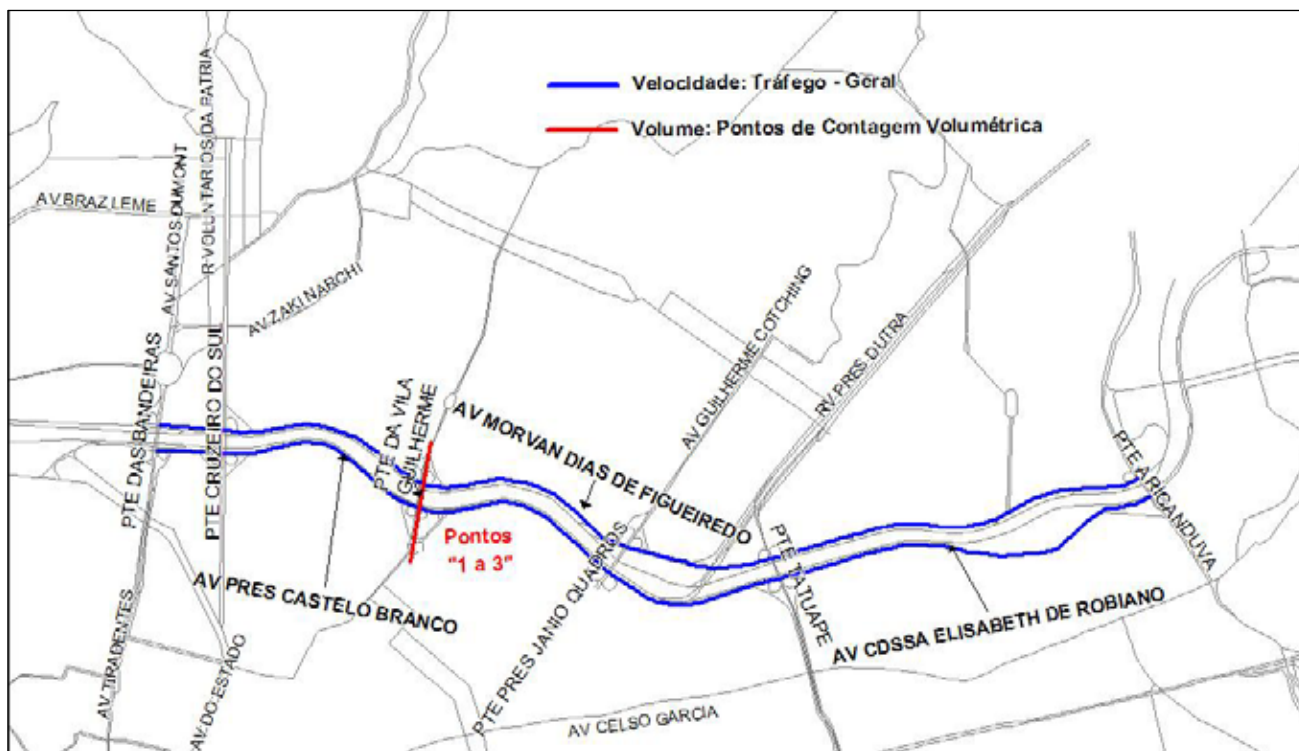 Velocidade: Tráfego - Geral
Volume: Pontos de Contagem Volumétrica
AV BRAZ LEME
AV SANTOS DUMONT
R VOLUNTARIOS DA PATRIA
AV ZAKI NARCHI
PTE DAS BANDEIRAS
PTE CRUZEIRO DO SUL
PTE DA VILA
GUILHERME
AV MORVAN DIAS DE FIGUEIREDO
AV GUILHERME COTCHING
RV PRES DUTRA
PTE ARICANDUVA
Pontos
"1 a 3"
AV PRES CASTELO BRANCO
PTE PRES JANIO QUADROS
PTE TATUAPE
AV CDSSA ELISABETH DE ROBIANO
AV TIRADENTES
AV DO ESTADO
AV CELSO GARCIA